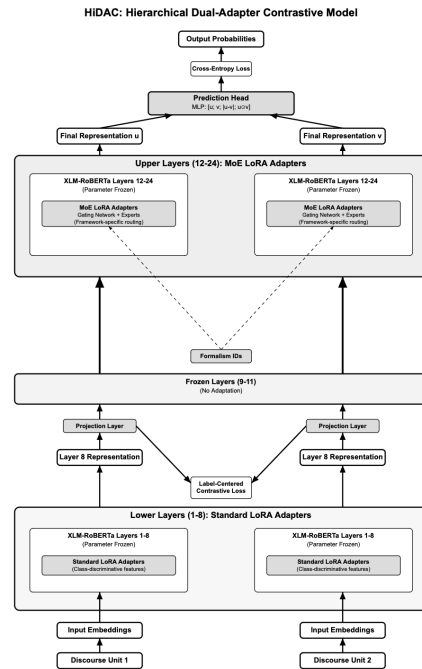 HiDAC: Hierarchical Dual-Adapter Contrastive Model
Output Probabilities
Cross-Entropy Loss
Prediction Head
MLP: [u; v; |u-v|; u⊙v]
Final Representation u
Final Representation v
Upper Layers (12-24): MoE LoRA Adapters
XLM-RoBERTa Layers 12-24
(Parameter Frozen)
MoE LoRA Adapters
Gating Network + Experts
(Framework-specific routing)
XLM-RoBERTa Layers 12-24
(Parameter Frozen)
MoE LoRA Adapters
Gating Network + Experts
(Framework-specific routing)
Formalism IDs
Frozen Layers (9-11)
(No Adaptation)
Projection Layer
Projection Layer
Layer 8 Representation
Layer 8 Representation
Label-Centered
Contrastive Loss
Lower Layers (1-8): Standard LoRA Adapters
XLM-RoBERTa Layers 1-8
(Parameter Frozen)
Standard LoRA Adapters
(Class-discriminative features)
XLM-RoBERTa Layers 1-8
(Parameter Frozen)
Standard LoRA Adapters
(Class-discriminative features)
Input Embeddings
Input Embeddings
Discourse Unit 1
Discourse Unit 2